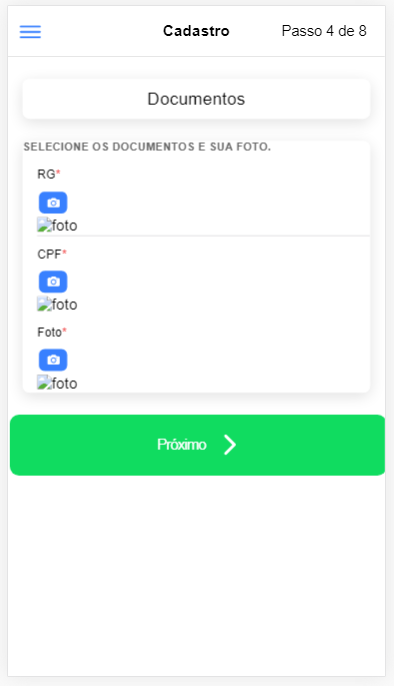 Cadastro Passo 4 de 8
Documentos
SELECIONE OS DOCUMENTOS E SUA FOTO.
RG*
foto
CPF*
foto
Foto*
foto
Próximo